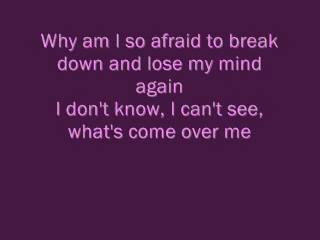 Why am I so afraid to break
down and lose my mind
again
I don't know, I can't see,
what's come over me